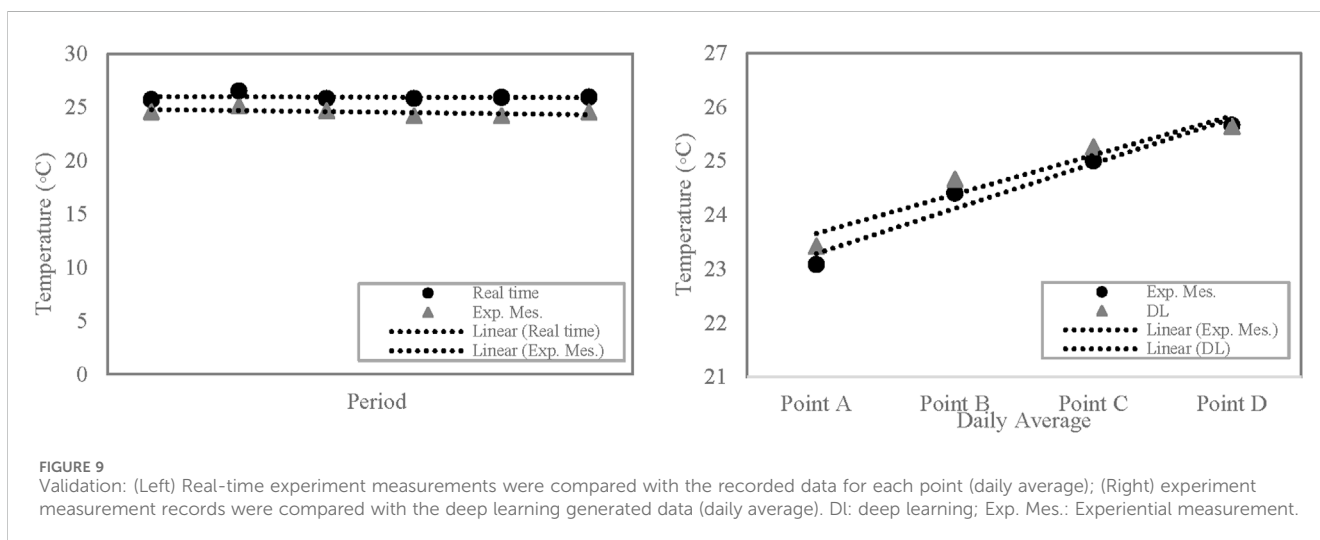 30
25
20
15
10
5
0
Temperature (◦C)
Real time
Exp. Mes.
Linear (Real time)
Linear (Exp. Mes.)
Period
27
26
25
24
23
22
21
Temperature (◦C)
Exp. Mes.
DL
Linear (Exp. Mes.)
Linear (DL)
Point A Point B Point C Point D
Daily Average
FIGURE 9
Validation: (Left) Real-time experiment measurements were compared with the recorded data for each point (daily average); (Right) experiment
measurement records were compared with the deep learning generated data (daily average). Dl: deep learning; Exp. Mes.: Experiential measurement.